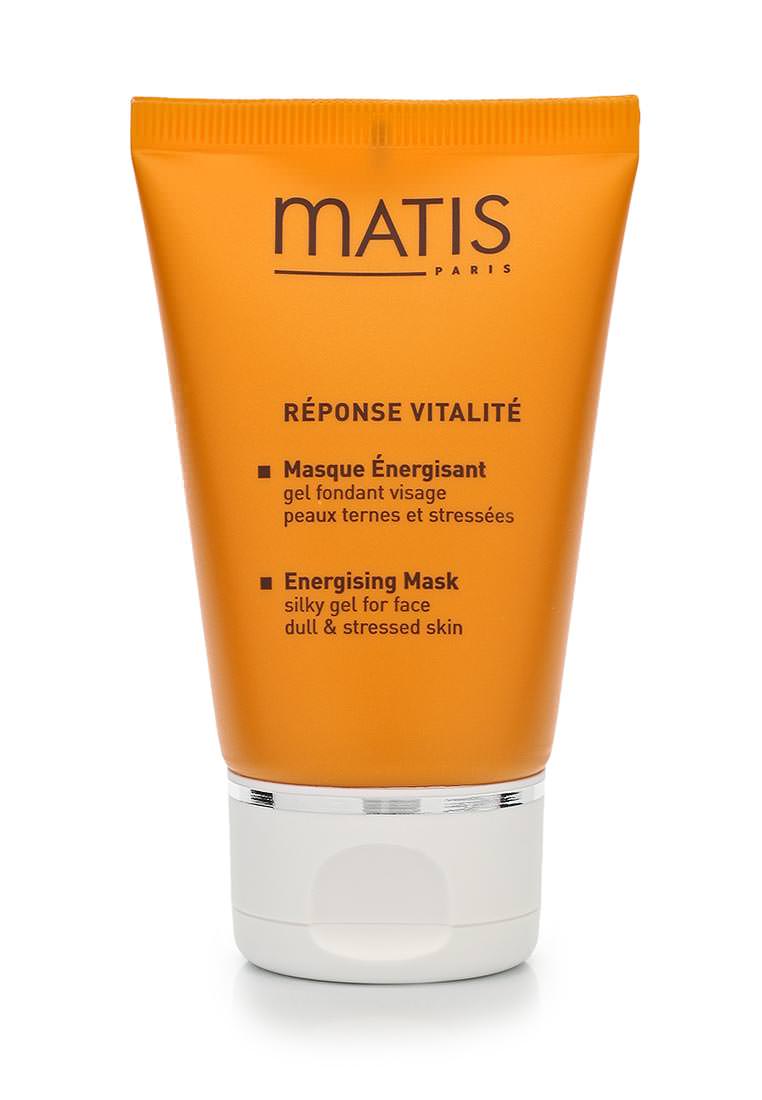 MATIS
PARIS
RÉPONSE VITALITÉ
■ Masque Énergisant
gel fondant visage
peaux ternes et stressées
■ Energising Mask
silky gel for face
dull & stressed skin